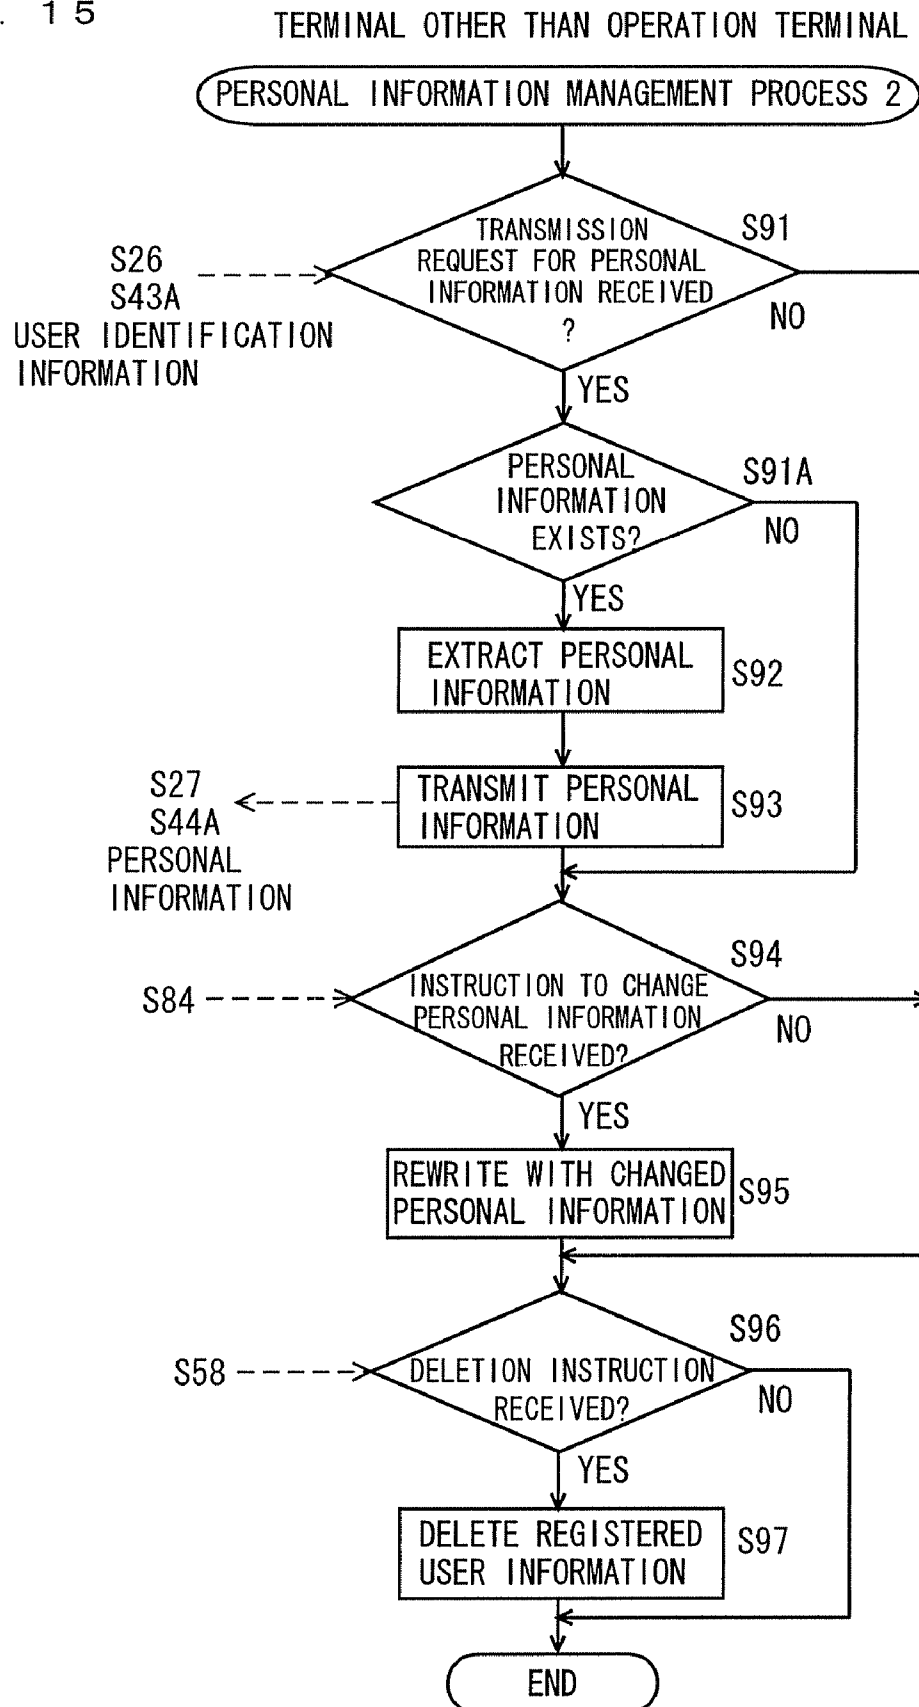 . 15
TERMINAL OTHER THAN OPERATION TERMINAL
PERSONAL INFORMATION MANAGEMENT PROCESS 2
TRANSMISSION
REQUEST FOR PERSONAL
INFORMATION RECEIVED
?
S91
NO
S26
S43A
USER IDENTIFICATION
INFORMATION
YES
PERSONAL
INFORMATION
EXISTS?
S91A
NO
YES
EXTRACT PERSONAL
INFORMATION
S92
TRANSMIT PERSONAL
INFORMATION
S93
S27
S44A
PERSONAL
INFORMATION
S94
INSTRUCTION TO CHANGE
PERSONAL INFORMATION
RECEIVED?
S84
NO
YES
REWRITE WITH CHANGED
PERSONAL INFORMATION
S95
S96
DELETION INSTRUCTION
RECEIVED?
S58
NO
YES
DELETE REGISTERED
USER INFORMATION
S97
END